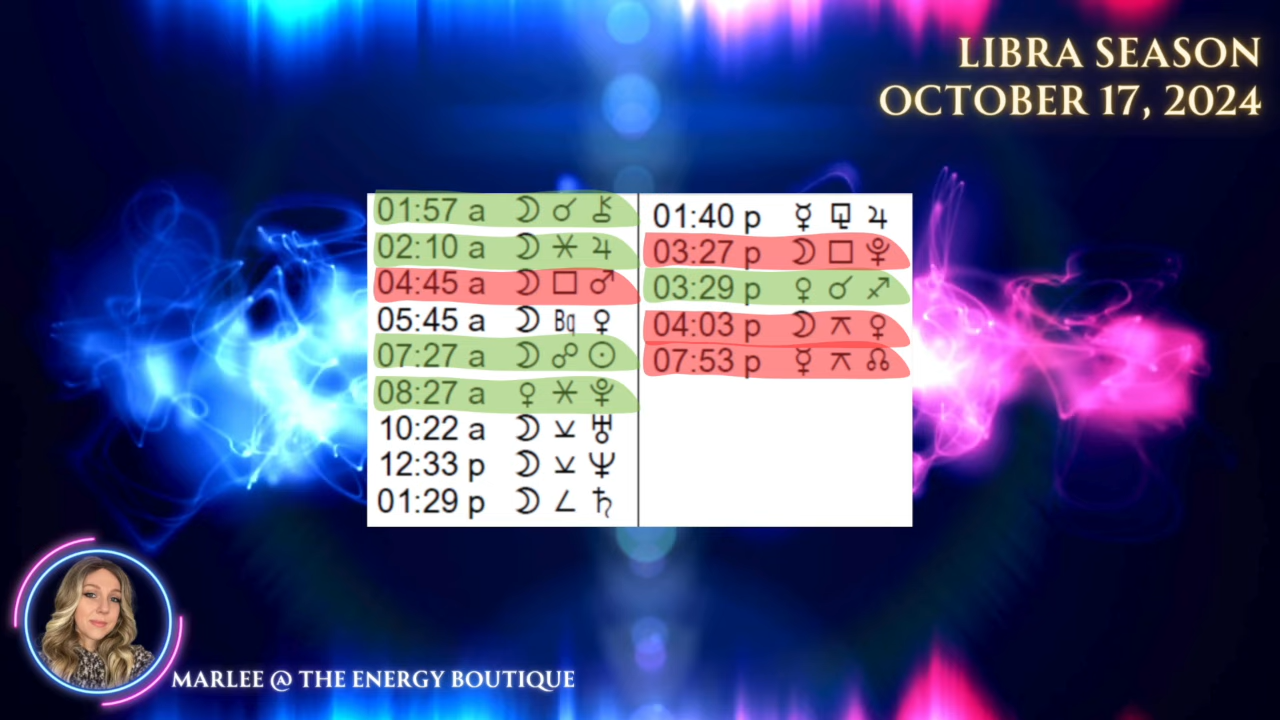 LIBRA SEASON
OCTOBER 17, 2024
01:57 a ☽ ☌ ⚷
02:10 a ☽ ⚹ ♃
04:45 a ☽ □ ♂
05:45 a ☽ Bq ♀
07:27 a ☽ ☍ ☉
08:27 a ♀ ⚹ ♇
10:22 a ☽ ⚺ ♅
12:33 p ☽ ⚺ ♆
01:29 p ☽ ∠ ♄
01:40 p ☿ ⚼ ♃
03:27 p ☽ □ ♇
03:29 p ♀ ☌ ♐
04:03 p ☽ ⚻ ♀
07:53 p ☿ ⚻ ☊
MARLEE @ THE ENERGY BOUTIQUE